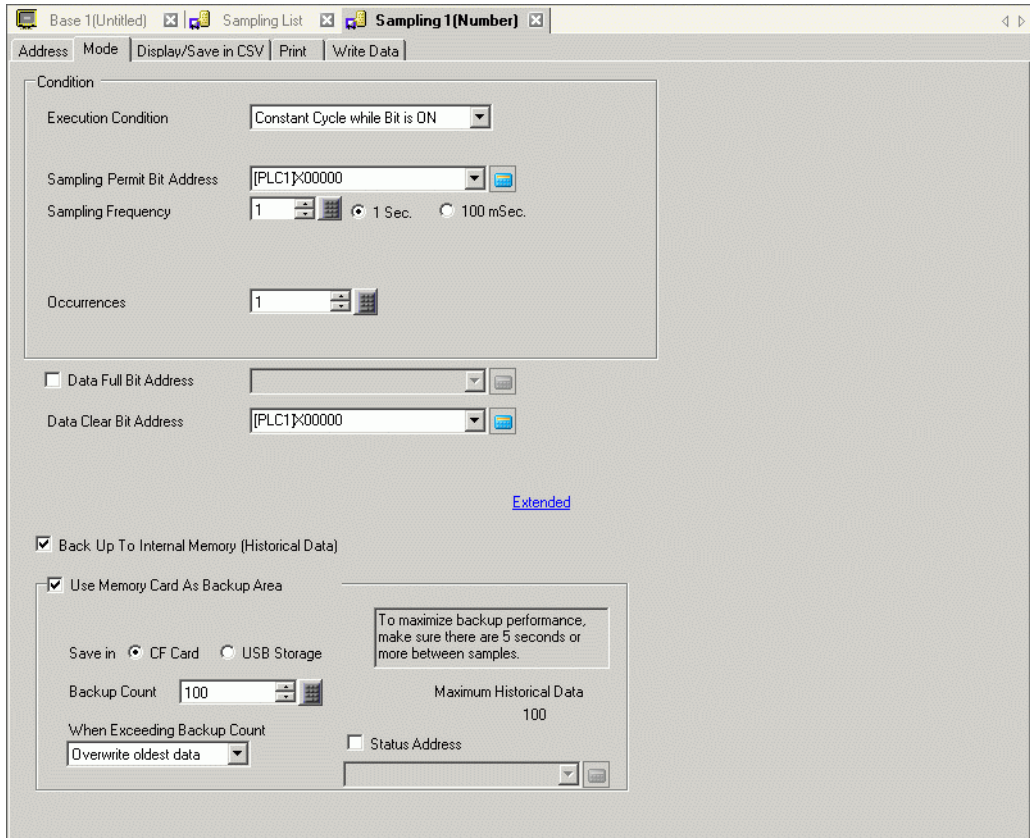 Base 1(Untitled) Sampling List Sampling 1(Number)
Address Mode Display/Save in CSV Print Write Data
Condition
Execution Condition Constant Cycle while Bit is ON
Sampling Permit Bit Address [PLC1]X00000
Sampling Frequency 1 1 Sec. 100 mSec.
Occurrences 1
Data Full Bit Address
Data Clear Bit Address [PLC1]X00000
Extended
Back Up To Internal Memory (Historical Data)
Use Memory Card As Backup Area
To maximize backup performance,
make sure there are 5 seconds or
more between samples.
Save in CF Card USB Storage
Backup Count 100 Maximum Historical Data
100
When Exceeding Backup Count
Status Address
Overwrite oldest data